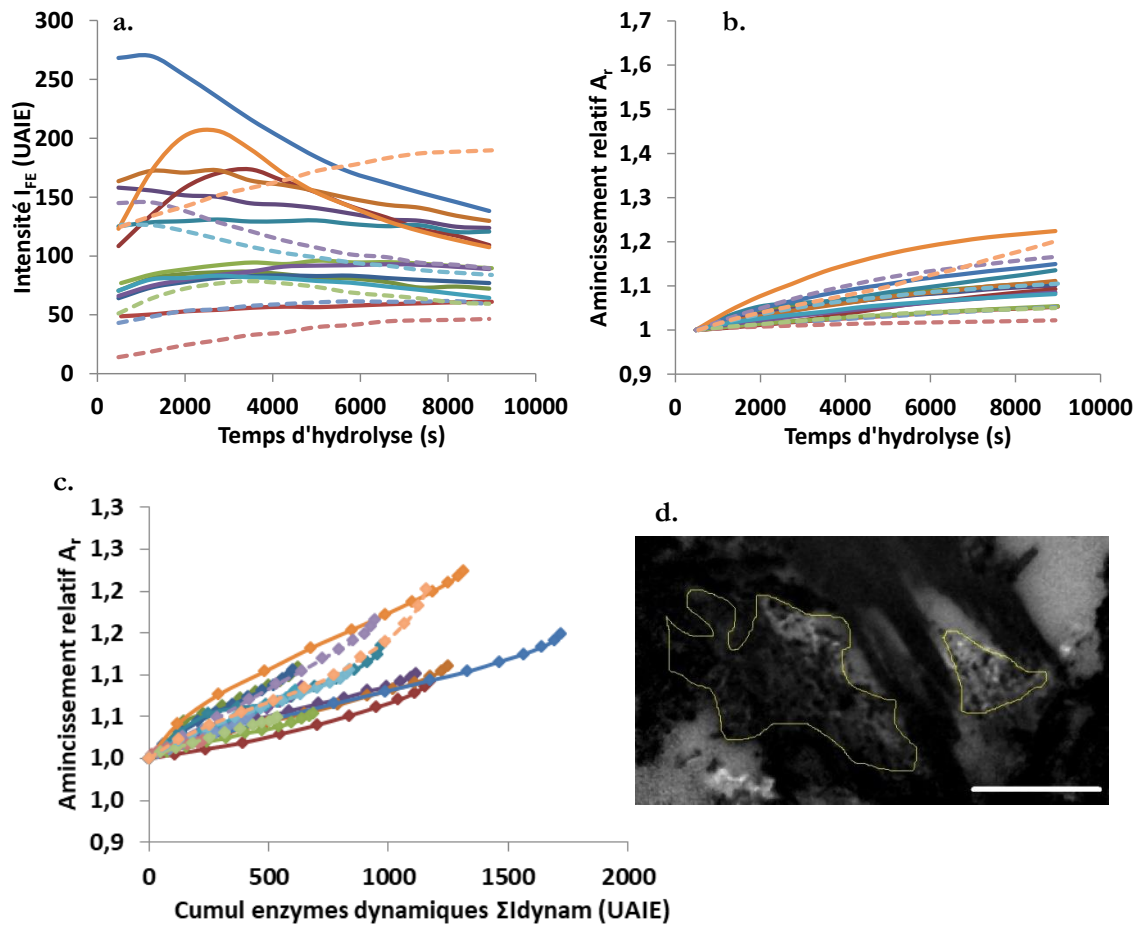 a.
Intensité I_FE (UAIE)
300
250
200
150
100
50
0
0 2000 4000 6000 8000 10000
Temps d'hydrolyse (s)
b.
Amincissement relatif A_r
1,7
1,6
1,5
1,4
1,3
1,2
1,1
1
0,9
0 2000 4000 6000 8000 10000
Temps d'hydrolyse (s)
c.
Amincissement relatif A_r
1,3
1,3
1,2
1,2
1,1
1,1
1,0
1,0
0,9
0 500 1000 1500 2000
Cumul enzymes dynamiques ΣIdynam (UAIE)
d.